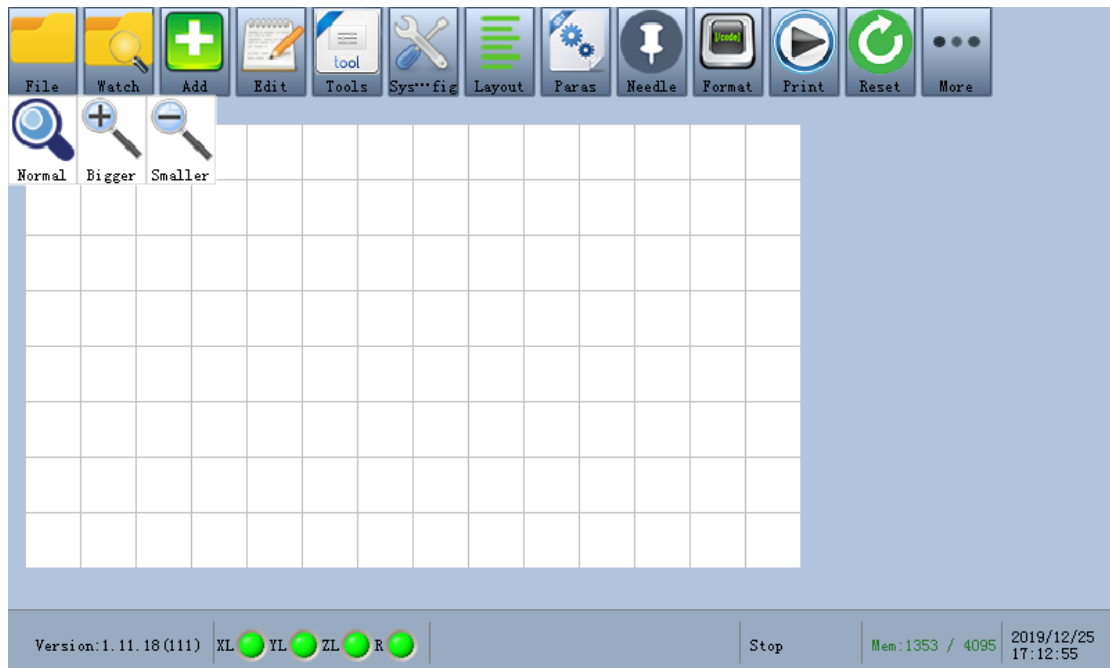 [/code]
tool
File Watch Add Edit Tools Sys···fig Layout Paras Needle Format Print Reset More
Normal Bigger Smaller
Version:1.11.18(111) XL YL ZL R Stop Mem:1353 / 4095 2019/12/25
17:12:55